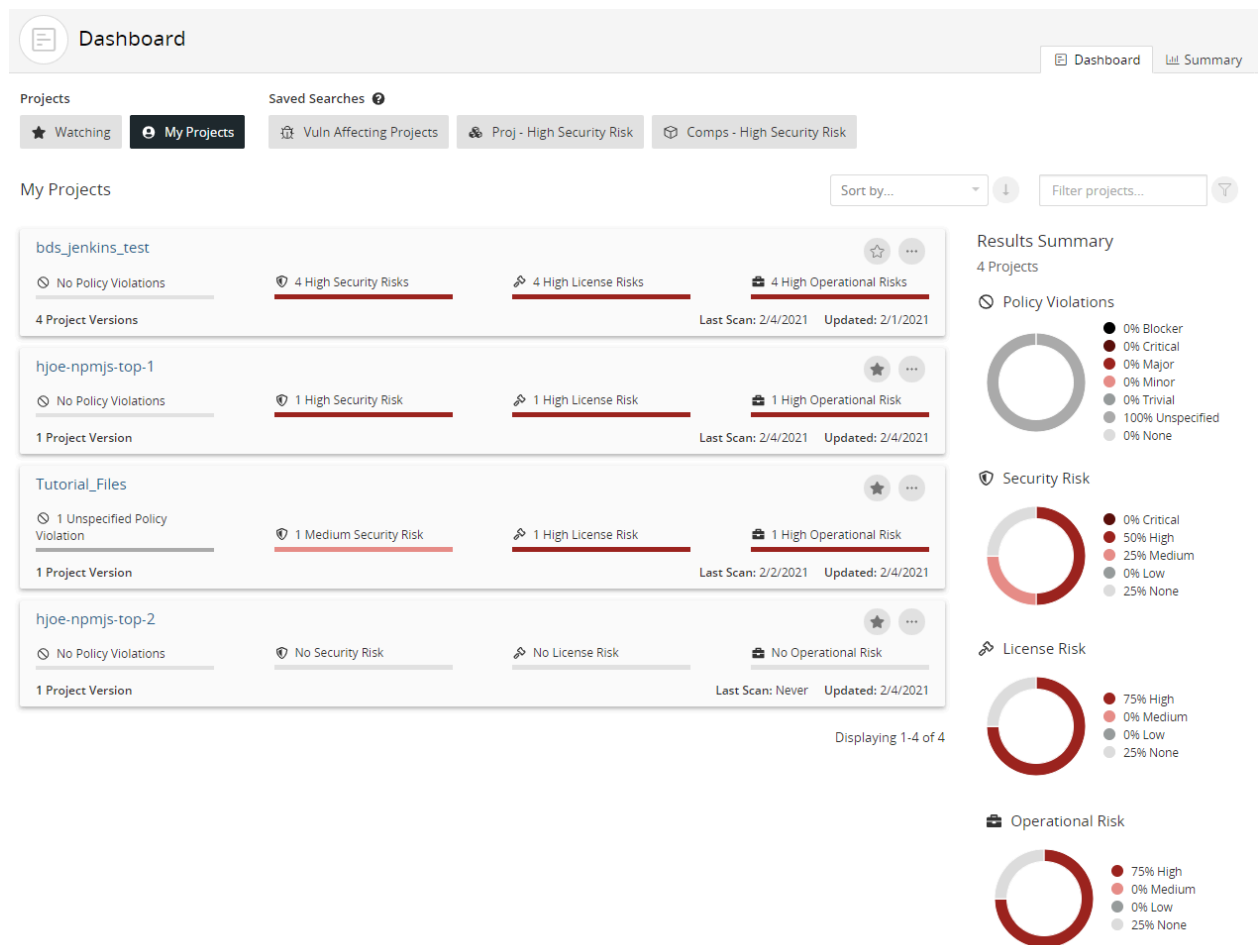 Dashboard
Dashboard
Summary
Projects
Saved Searches
Watching
My Projects
Vuln Affecting Projects
Proj - High Security Risk
Comps - High Security Risk
My Projects
Sort by...
Filter projects...
bds_jenkins_test
No Policy Violations
4 High Security Risks
4 High License Risks
4 High Operational Risks
4 Project Versions
Last Scan: 2/4/2021
Updated: 2/1/2021
hjoe-npmjs-top-1
No Policy Violations
1 High Security Risk
1 High License Risk
1 High Operational Risk
1 Project Version
Last Scan: 2/4/2021
Updated: 2/4/2021
Tutorial_Files
1 Unspecified Policy
Violation
1 Medium Security Risk
1 High License Risk
1 High Operational Risk
1 Project Version
Last Scan: 2/2/2021
Updated: 2/4/2021
hjoe-npmjs-top-2
No Policy Violations
No Security Risk
No License Risk
No Operational Risk
1 Project Version
Last Scan: Never
Updated: 2/4/2021
Displaying 1-4 of 4
Results Summary
4 Projects
Policy Violations
0% Blocker
0% Critical
0% Major
0% Minor
0% Trivial
100% Unspecified
0% None
Security Risk
0% Critical
50% High
25% Medium
0% Low
25% None
License Risk
75% High
0% Medium
0% Low
25% None
Operational Risk
75% High
0% Medium
0% Low
25% None